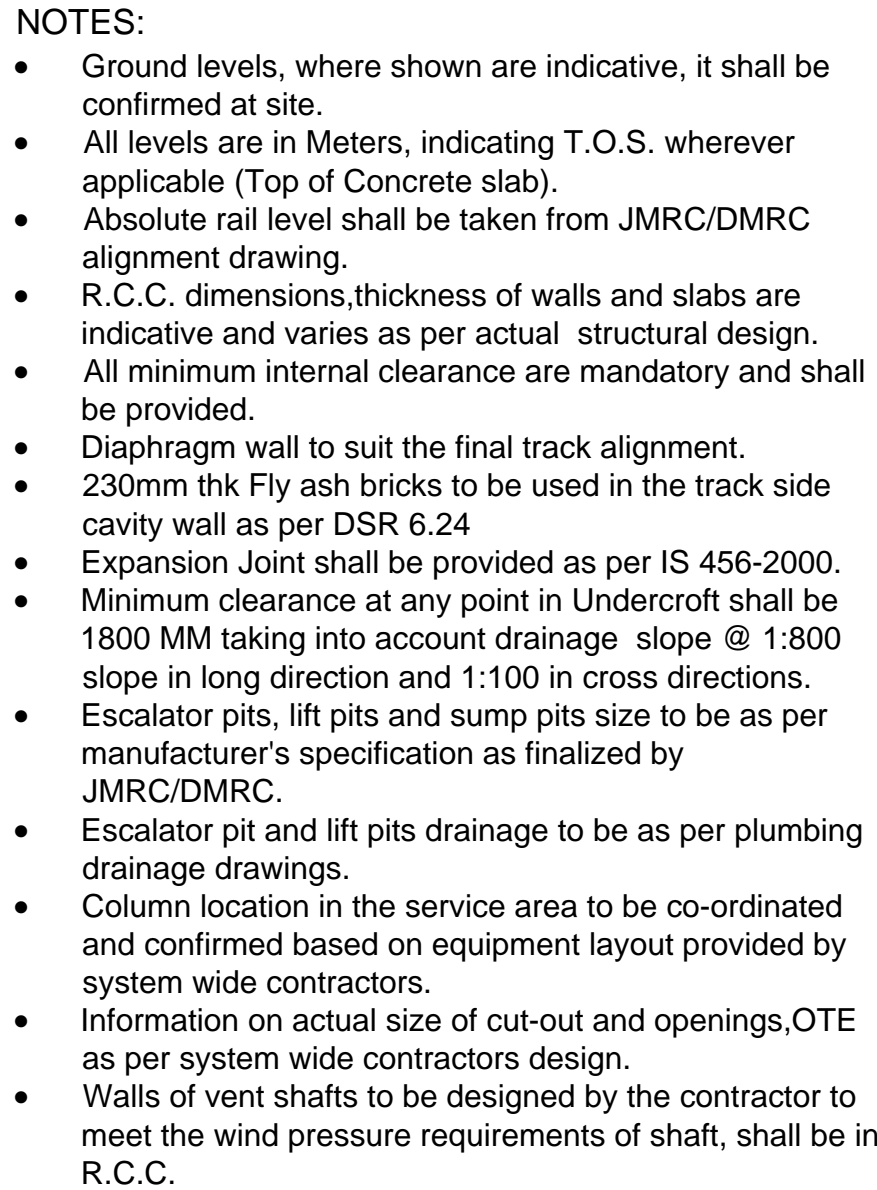 NOTES:
• Ground levels, where shown are indicative, it shall be
confirmed at site.
• All levels are in Meters, indicating T.O.S. wherever
applicable (Top of Concrete slab).
• Absolute rail level shall be taken from JMRC/DMRC
alignment drawing.
• R.C.C. dimensions,thickness of walls and slabs are
indicative and varies as per actual structural design.
• All minimum internal clearance are mandatory and shall
be provided.
• Diaphragm wall to suit the final track alignment.
• 230mm thk Fly ash bricks to be used in the track side
cavity wall as per DSR 6.24
• Expansion Joint shall be provided as per IS 456-2000.
• Minimum clearance at any point in Undercroft shall be
1800 MM taking into account drainage slope @ 1:800
slope in long direction and 1:100 in cross directions.
• Escalator pits, lift pits and sump pits size to be as per
manufacturer's specification as finalized by
JMRC/DMRC.
• Escalator pit and lift pits drainage to be as per plumbing
drainage drawings.
• Column location in the service area to be co-ordinated
and confirmed based on equipment layout provided by
system wide contractors.
• Information on actual size of cut-out and openings,OTE
as per system wide contractors design.
• Walls of vent shafts to be designed by the contractor to
meet the wind pressure requirements of shaft, shall be in
R.C.C.